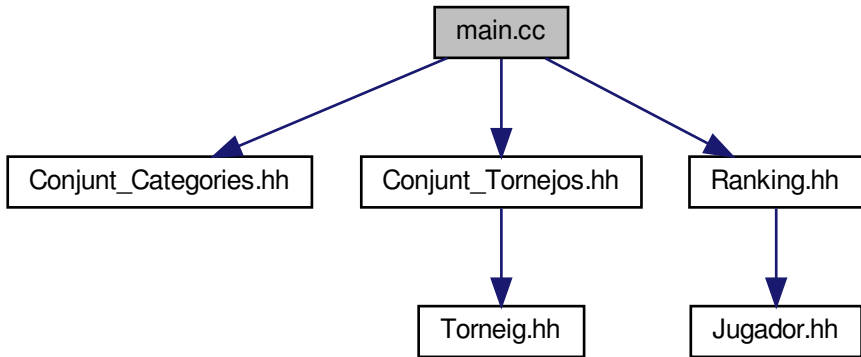 main.cc
Conjunt_Categories.hh
Conjunt_Tornejos.hh
Ranking.hh
Torneig.hh
Jugador.hh